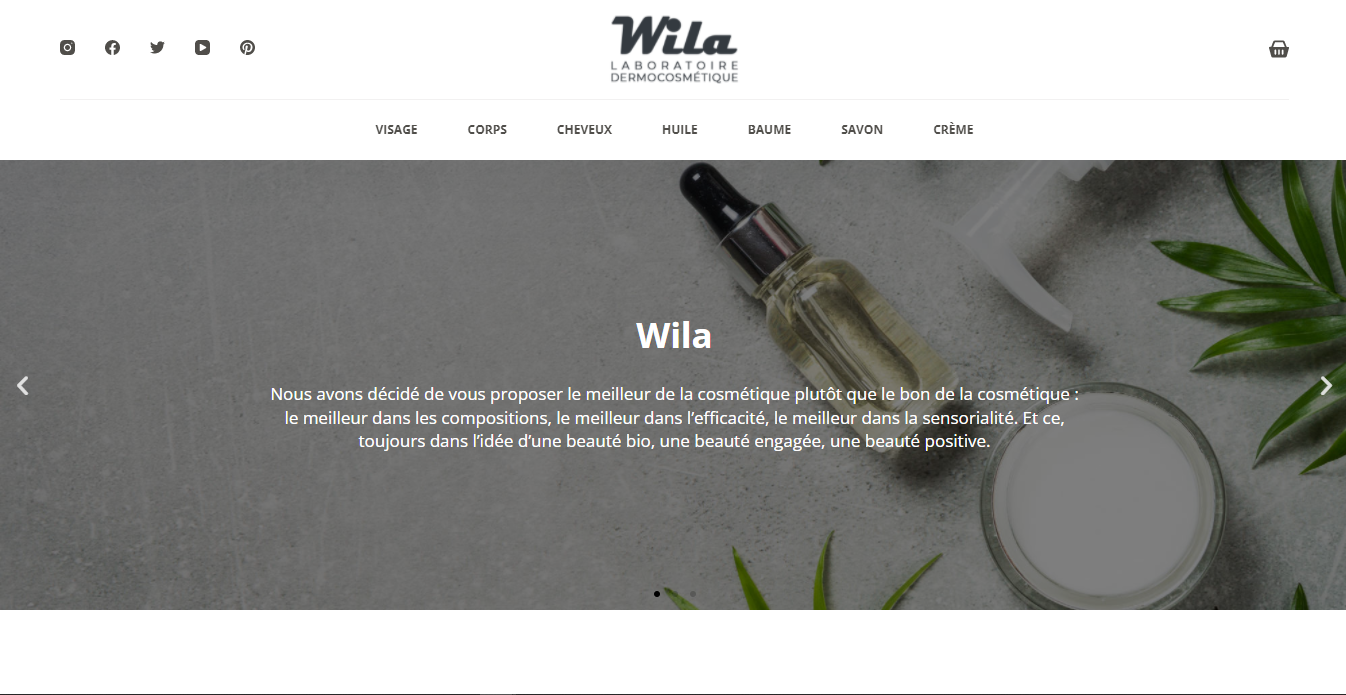 Wila
LABORATOIRE
DERMOCOSMÉTIQUE
VISAGE CORPS CHEVEUX HUILE BAUME SAVON CRÈME
Wila
Nous avons décidé de vous proposer le meilleur de la cosmétique plutôt que le bon de la cosmétique :
le meilleur dans les compositions, le meilleur dans l’efficacité, le meilleur dans la sensorialité. Et ce,
toujours dans l’idée d’une beauté bio, une beauté engagée, une beauté positive.